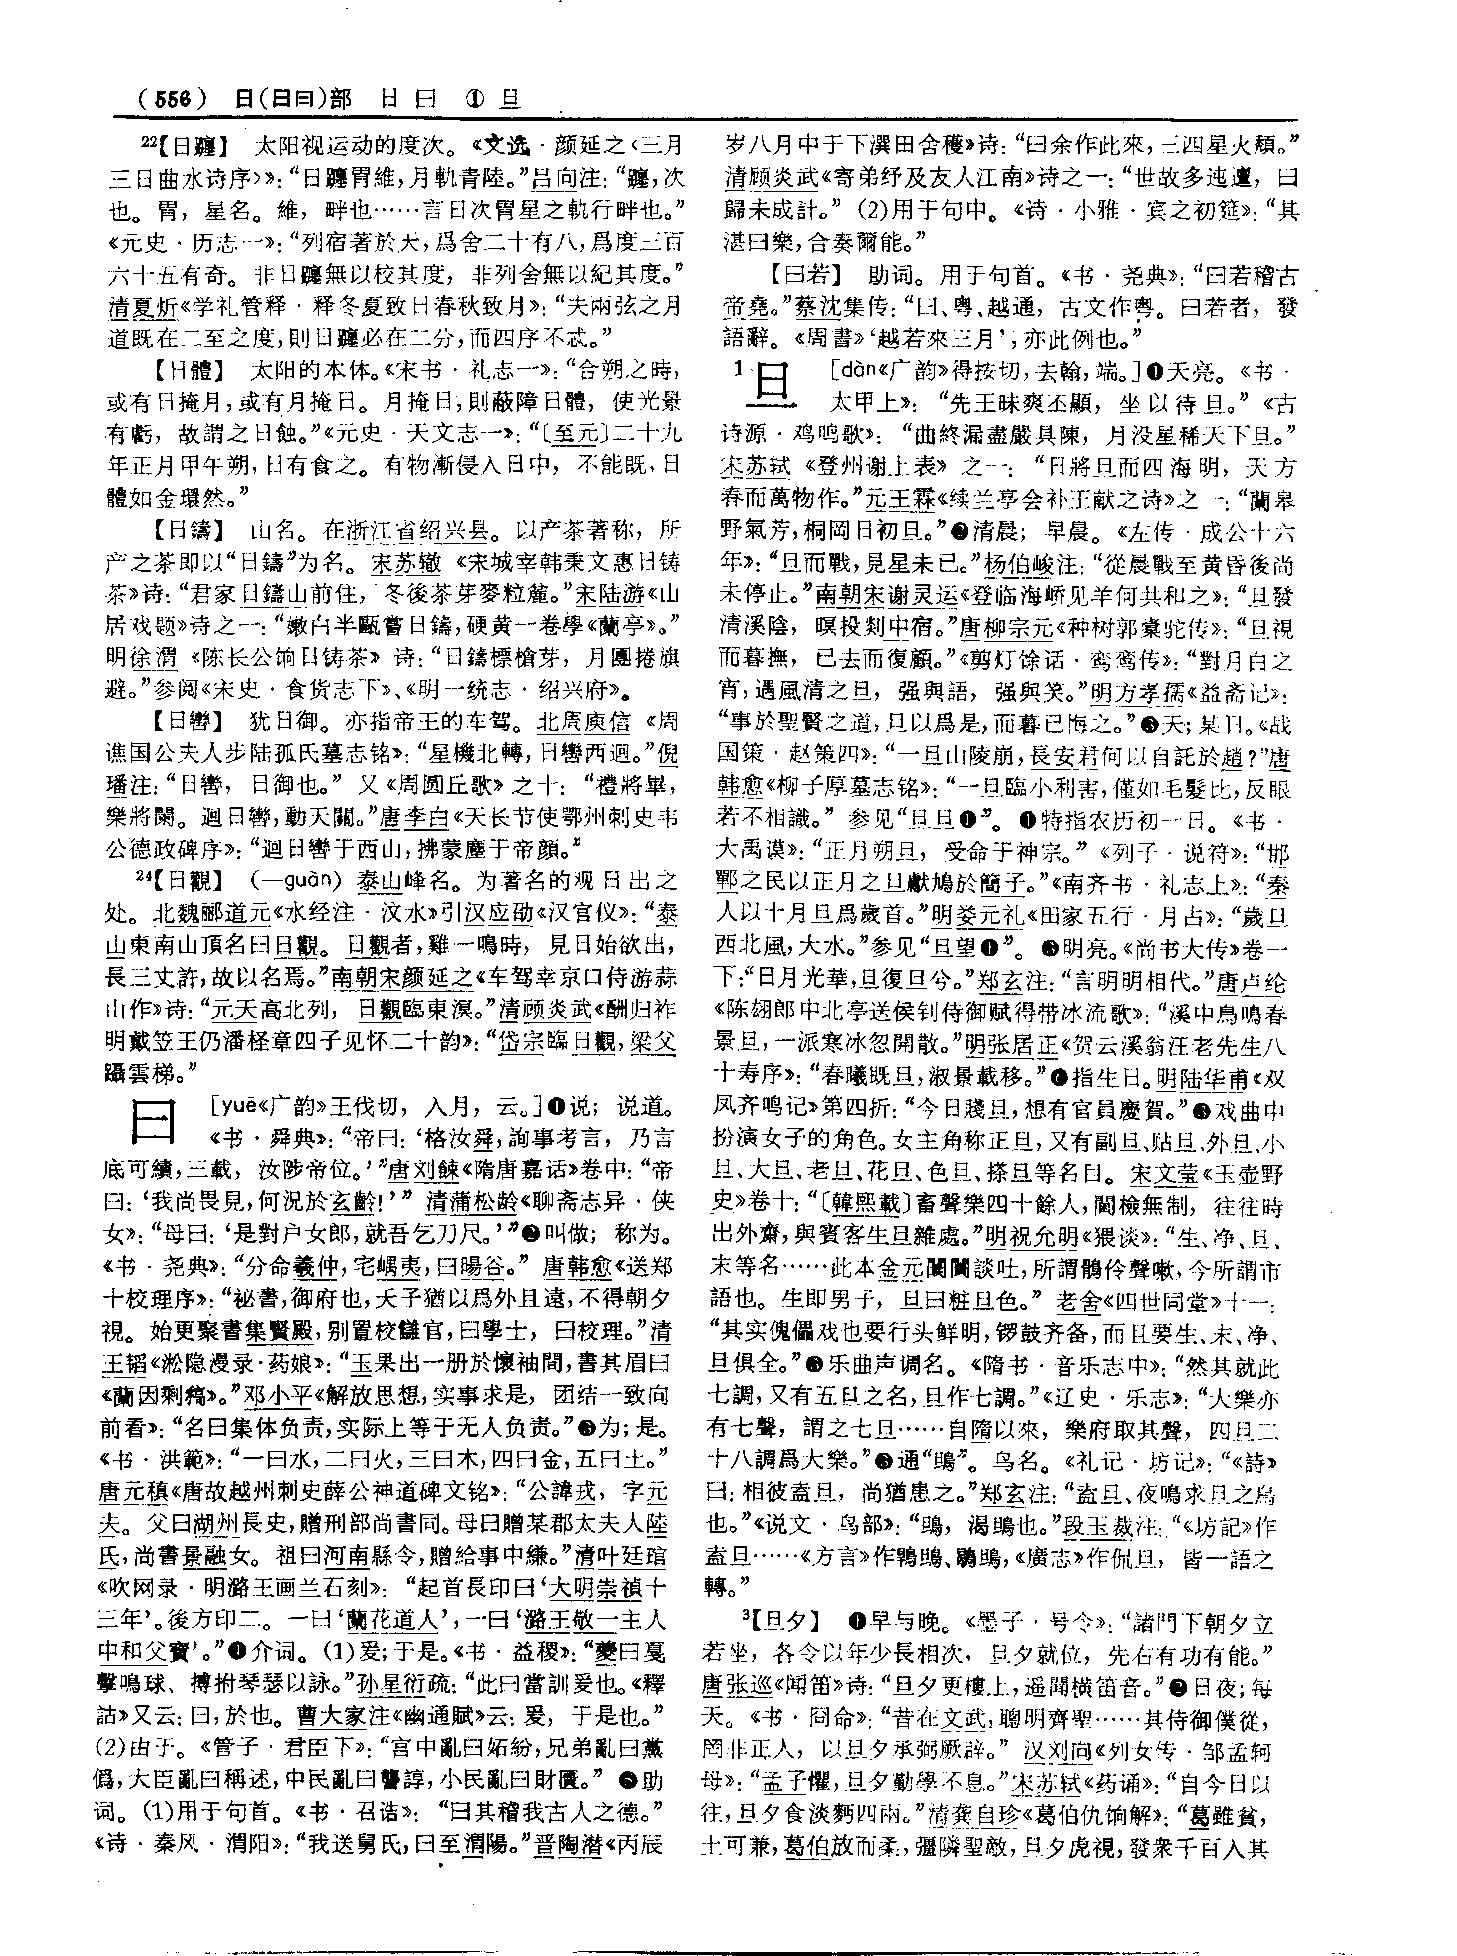 (556) 日(日曰)部 日 曰 ① 旦
²²【日躔】 太阳视运动的度次。《文选·颜延之〈三月
三日曲水诗序〉》：“日躔胃維，月軌青陸。”吕向注：“躔，次
也。胃，星名。維，畔也……言日次胃星之軌行畔也。”
《元史·历志一》：“列宿著於天，爲舍二十有八，爲度三百
六十五有奇。非日躔無以校其度，非列舍無以紀其度。”
清夏炘《学礼管释·释冬夏致日春秋致月》：“夫兩弦之月
道既在二至之度，則日躔必在二分，而四序不忒。”
【日體】 太阳的本体。《宋书·礼志一》：“合朔之時，
或有日掩月，或有月掩日。月掩日，則蔽障日體，使光景
有虧，故謂之日蝕。”《元史·天文志一》：“〔至元〕二十九
年正月甲午朔，日有食之。有物漸侵入日中，不能既，日
體如金環然。”
【日鑄】 山名。在浙江省绍兴县。以产茶著称，所
产之茶即以“日鑄”为名。宋苏辙《宋城宰韩秉文惠日铸
茶》诗：“君家日鑄山前住，冬後茶芽麥粒麄。”宋陆游《山
居戏题》诗之一：“嫩白半甌嘗日鑄，硬黄一卷學《蘭亭》。”
明徐渭《陈长公饷日铸茶》诗：“日鑄標槍芽，月團捲旗
避。”参阅《宋史·食货志下》、《明一统志·绍兴府》。
【日轡】 犹日御。亦指帝王的车驾。北周庾信《周
谯国公夫人步陆孤氏墓志铭》：“星機北轉，日轡西迴。”倪
璠注：“日轡，日御也。”又《周圆丘歌》之十：“禮將畢，
樂將闌。迴日轡，動天關。”唐李白《天长节使鄂州刺史韦
公德政碑序》：“迴日轡于西山，拂蒙塵于帝顔。”
²⁴【日觀】 （—guàn）泰山峰名。为著名的观日出之
处。北魏郦道元《水经注·汶水》引汉应劭《汉官仪》：“泰
山東南山頂名曰日觀。日觀者，雞一鳴時，見日始欲出，
長三丈許，故以名焉。”南朝宋颜延之《车驾幸京口侍游蒜
山作》诗：“元天高北列，日觀臨東溟。”清顾炎武《酬归祚
明戴笠王仍潘柽章四子见怀二十韵》：“岱宗臨日觀，梁父
躡雲梯。”
曰 [yuē《广韵》王伐切，入月，云。]❶说；说道。
《书·舜典》：“帝曰：‘格汝舜，詢事考言，乃言
底可績，三載，汝陟帝位。’”唐刘餗《隋唐嘉话》卷中：“帝
曰：‘我尚畏見，何況於玄齡！’”清蒲松龄《聊斋志异·侠
女》：“母曰：‘是對户女郎，就吾乞刀尺。’”❷叫做；称为。
《书·尧典》：“分命羲仲，宅嵎夷，曰暘谷。”唐韩愈《送郑
十校理序》：“祕書，御府也，天子猶以爲外且遠，不得朝夕
視。始更聚書集賢殿，别置校讎官，曰學士，曰校理。”清
王韬《淞隐漫录·药娘》：“玉果出一册於懷袖間，書其眉曰
《蘭因剩稿》。”邓小平《解放思想，实事求是，团结一致向
前看》：“名曰集体负责，实际上等于无人负责。”❸为；是。
《书·洪範》：“一曰水，二曰火，三曰木，四曰金，五曰土。”
唐元稹《唐故越州刺史薛公神道碑文铭》：“公諱戎，字元
夫。父曰湖州長史，贈刑部尚書同。母曰贈某郡太夫人陸
氏，尚書景融女。祖曰河南縣令，贈給事中縑。”清叶廷琯
《吹网录·明潞王画兰石刻》：“起首長印曰‘大明崇禎十
三年’。後方印二。一曰‘蘭花道人’，一曰‘潞王敬一主人
中和父寶’。”❹介词。(1)爰；于是。《书·益稷》：“夔曰戛
擊鳴球、搏拊琴瑟以詠。”孙星衍疏：“此曰當訓爰也。《釋
詁》又云：曰，於也。曹大家注《幽通賦》云：爰，于是也。”
(2)由于。《管子·君臣下》：“宫中亂曰妬紛，兄弟亂曰黨
僞，大臣亂曰稱述，中民亂曰讋諄，小民亂曰財匱。”❺助
词。(1)用于句首。《书·召诰》：“曰其稽我古人之德。”
《诗·秦风·渭阳》：“我送舅氏，曰至渭陽。”晋陶潜《丙辰
岁八月中于下潠田舍穫》诗：“曰余作此來，三四星火頽。”
清顾炎武《寄弟纾及友人江南》诗之一：“世故多迍邅，曰
歸未成計。”(2)用于句中。《诗·小雅·宾之初筵》：“其
湛曰樂，合奏爾能。”
【曰若】 助词。用于句首。《书·尧典》：“曰若稽古
帝堯。”蔡沈集传：“曰、粤、越通，古文作粤。曰若者，發
語辭。《周書》‘越若來三月’，亦此例也。”
1旦 [dàn《广韵》得按切，去翰，端。]❶天亮。《书·
太甲上》：“先王昧爽丕顯，坐以待旦。”《古
诗源·鸡鸣歌》：“曲終漏盡嚴具陳，月没星稀天下旦。”
宋苏轼《登州谢上表》之一：“日將旦而四海明，天方
春而萬物作。”元王霖《续兰亭会补王献之诗》之一：“蘭皋
野氣芳，桐岡日初旦。”❷清晨；早晨。《左传·成公十六
年》：“旦而戰，見星未已。”杨伯峻注：“從晨戰至黄昏後尚
未停止。”南朝宋谢灵运《登临海峤见羊何共和之》：“旦發
清溪陰，暝投剡中宿。”唐柳宗元《种树郭橐驼传》：“旦視
而暮撫，已去而復顧。”《剪灯馀话·鸾鸾传》：“對月白之
宵，遇風清之旦，强與語，强與笑。”明方孝孺《益斋记》：
“事於聖賢之道，旦以爲是，而暮已悔之。”❸天；某日。《战
国策·赵策四》：“一旦山陵崩，長安君何以自託於趙？”唐
韩愈《柳子厚墓志铭》：“一旦臨小利害，僅如毛髮比，反眼
若不相識。”参见“旦旦❶”。❹特指农历初一日。《书·
大禹谟》：“正月朔旦，受命于神宗。”《列子·说符》：“邯
鄲之民以正月之旦獻鳩於簡子。”《南齐书·礼志上》：“秦
人以十月旦爲歲首。”明娄元礼《田家五行·月占》：“歲旦
西北風，大水。”参见“旦望❶”。❺明亮。《尚书大传》卷一
下：“日月光華，旦復旦兮。”郑玄注：“言明明相代。”唐卢纶
《陈翃郎中北亭送侯钊侍御赋得带冰流歌》：“溪中鳥鳴春
景旦，一派寒冰忽開散。”明张居正《贺云溪翁汪老先生八
十寿序》：“春曦既旦，淑景載移。”❻指生日。明陆华甫《双
凤齐鸣记》第四折：“今日賤旦，想有官員慶賀。”❼戏曲中
扮演女子的角色。女主角称正旦，又有副旦、贴旦、外旦、小
旦、大旦、老旦、花旦、色旦、搽旦等名目。宋文莹《玉壶野
史》卷十：“〔韓熙載〕畜聲樂四十餘人，閫檢無制，往往時
出外齋，與賓客生旦雜處。”明祝允明《猥谈》：“生、净、旦、
末等名……此本金元闤闠談吐，所謂鶻伶聲嗽，今所謂市
語也。生即男子，旦曰粧旦色。”老舍《四世同堂》十一：
“其实傀儡戏也要行头鲜明，锣鼓齐备，而且要生、末、净、
旦俱全。”❽乐曲声调名。《隋书·音乐志中》：“然其就此
七調，又有五旦之名，旦作七調。”《辽史·乐志》：“大樂亦
有七聲，謂之七旦……自隋以來，樂府取其聲，四旦二
十八調爲大樂。”❾通“鴠”。鸟名。《礼记·坊记》：“《詩》
曰：相彼盍旦，尚猶患之。”郑玄注：“盍旦、夜鳴求旦之鳥
也。”《说文·鸟部》：“鴠，渴鴠也。”段玉裁注：“《坊記》作
盍旦……《方言》作鶡鴠、鸓鴠，《廣志》作侃旦，皆一語之
轉。”
³【旦夕】 ❶早与晚。《墨子·号令》：“諸門下朝夕立
若坐，各令以年少長相次，旦夕就位，先右有功有能。”
唐张巡《闻笛》诗：“旦夕更樓上，遥聞横笛音。”❷日夜；每
天。《书·冏命》：“昔在文武，聰明齊聖……其侍御僕從，
罔非正人，以旦夕承弼厥辟。”汉刘向《列女传·邹孟轲
母》：“孟子懼，旦夕勤學不息。”宋苏轼《药诵》：“自今日以
往，旦夕食淡麪四兩。”清龚自珍《葛伯仇饷解》：“葛雖貧，
土可兼，葛伯放而柔，彊隣聖敵，旦夕虎視，發衆千百入其